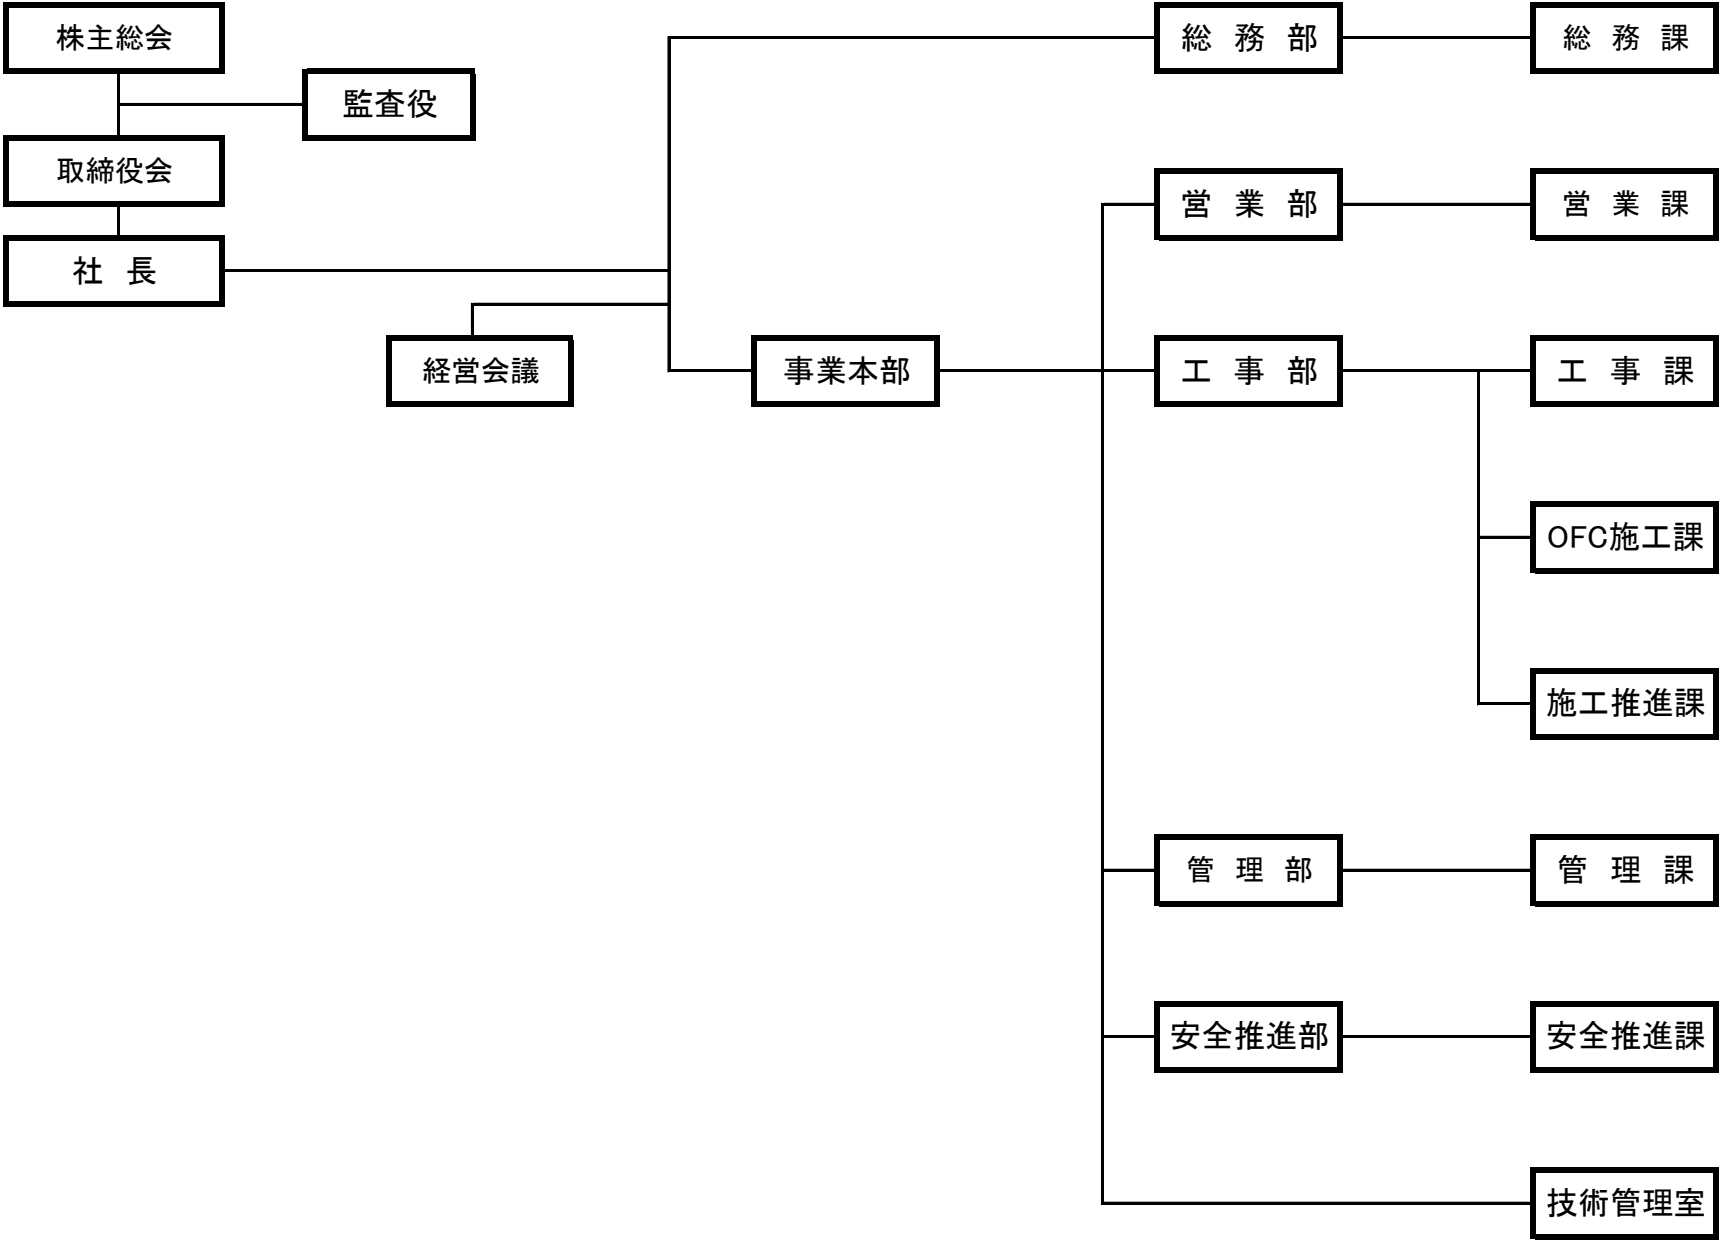 株主総会
監査役
取締役会
社　長
経営会議
事業本部
総　務　部
総　務　課
営　業　部
営　業　課
工　事　部
工　事　課
OFC施工課
施工推進課
管　理　部
管　理　課
安全推進部
安全推進課
技術管理室